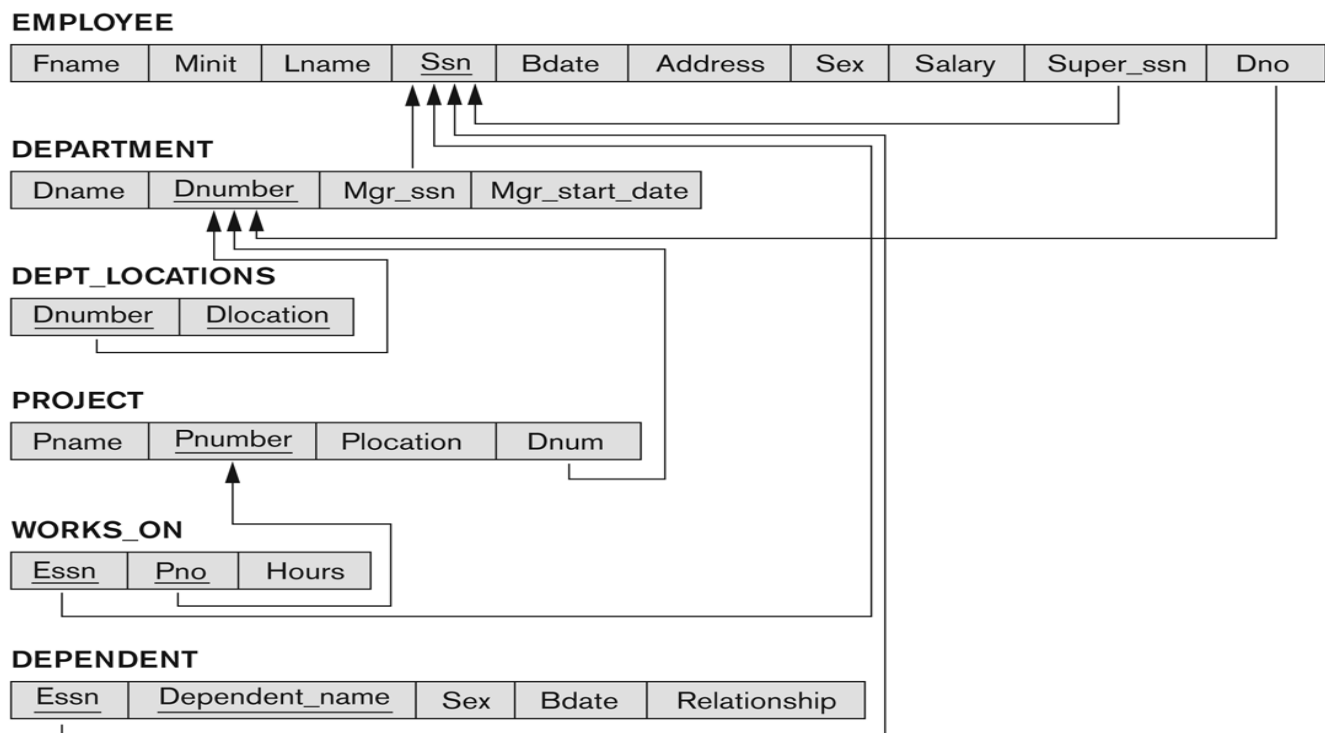 EMPLOYEE
Fname Minit Lname Ssn Bdate Address Sex Salary Super_ssn Dno
DEPARTMENT
Dname Dnumber Mgr_ssn Mgr_start_date
DEPT_LOCATIONS
Dnumber Dlocation
PROJECT
Pname Pnumber Plocation Dnum
WORKS_ON
Essn Pno Hours
DEPENDENT
Essn Dependent_name Sex Bdate Relationship